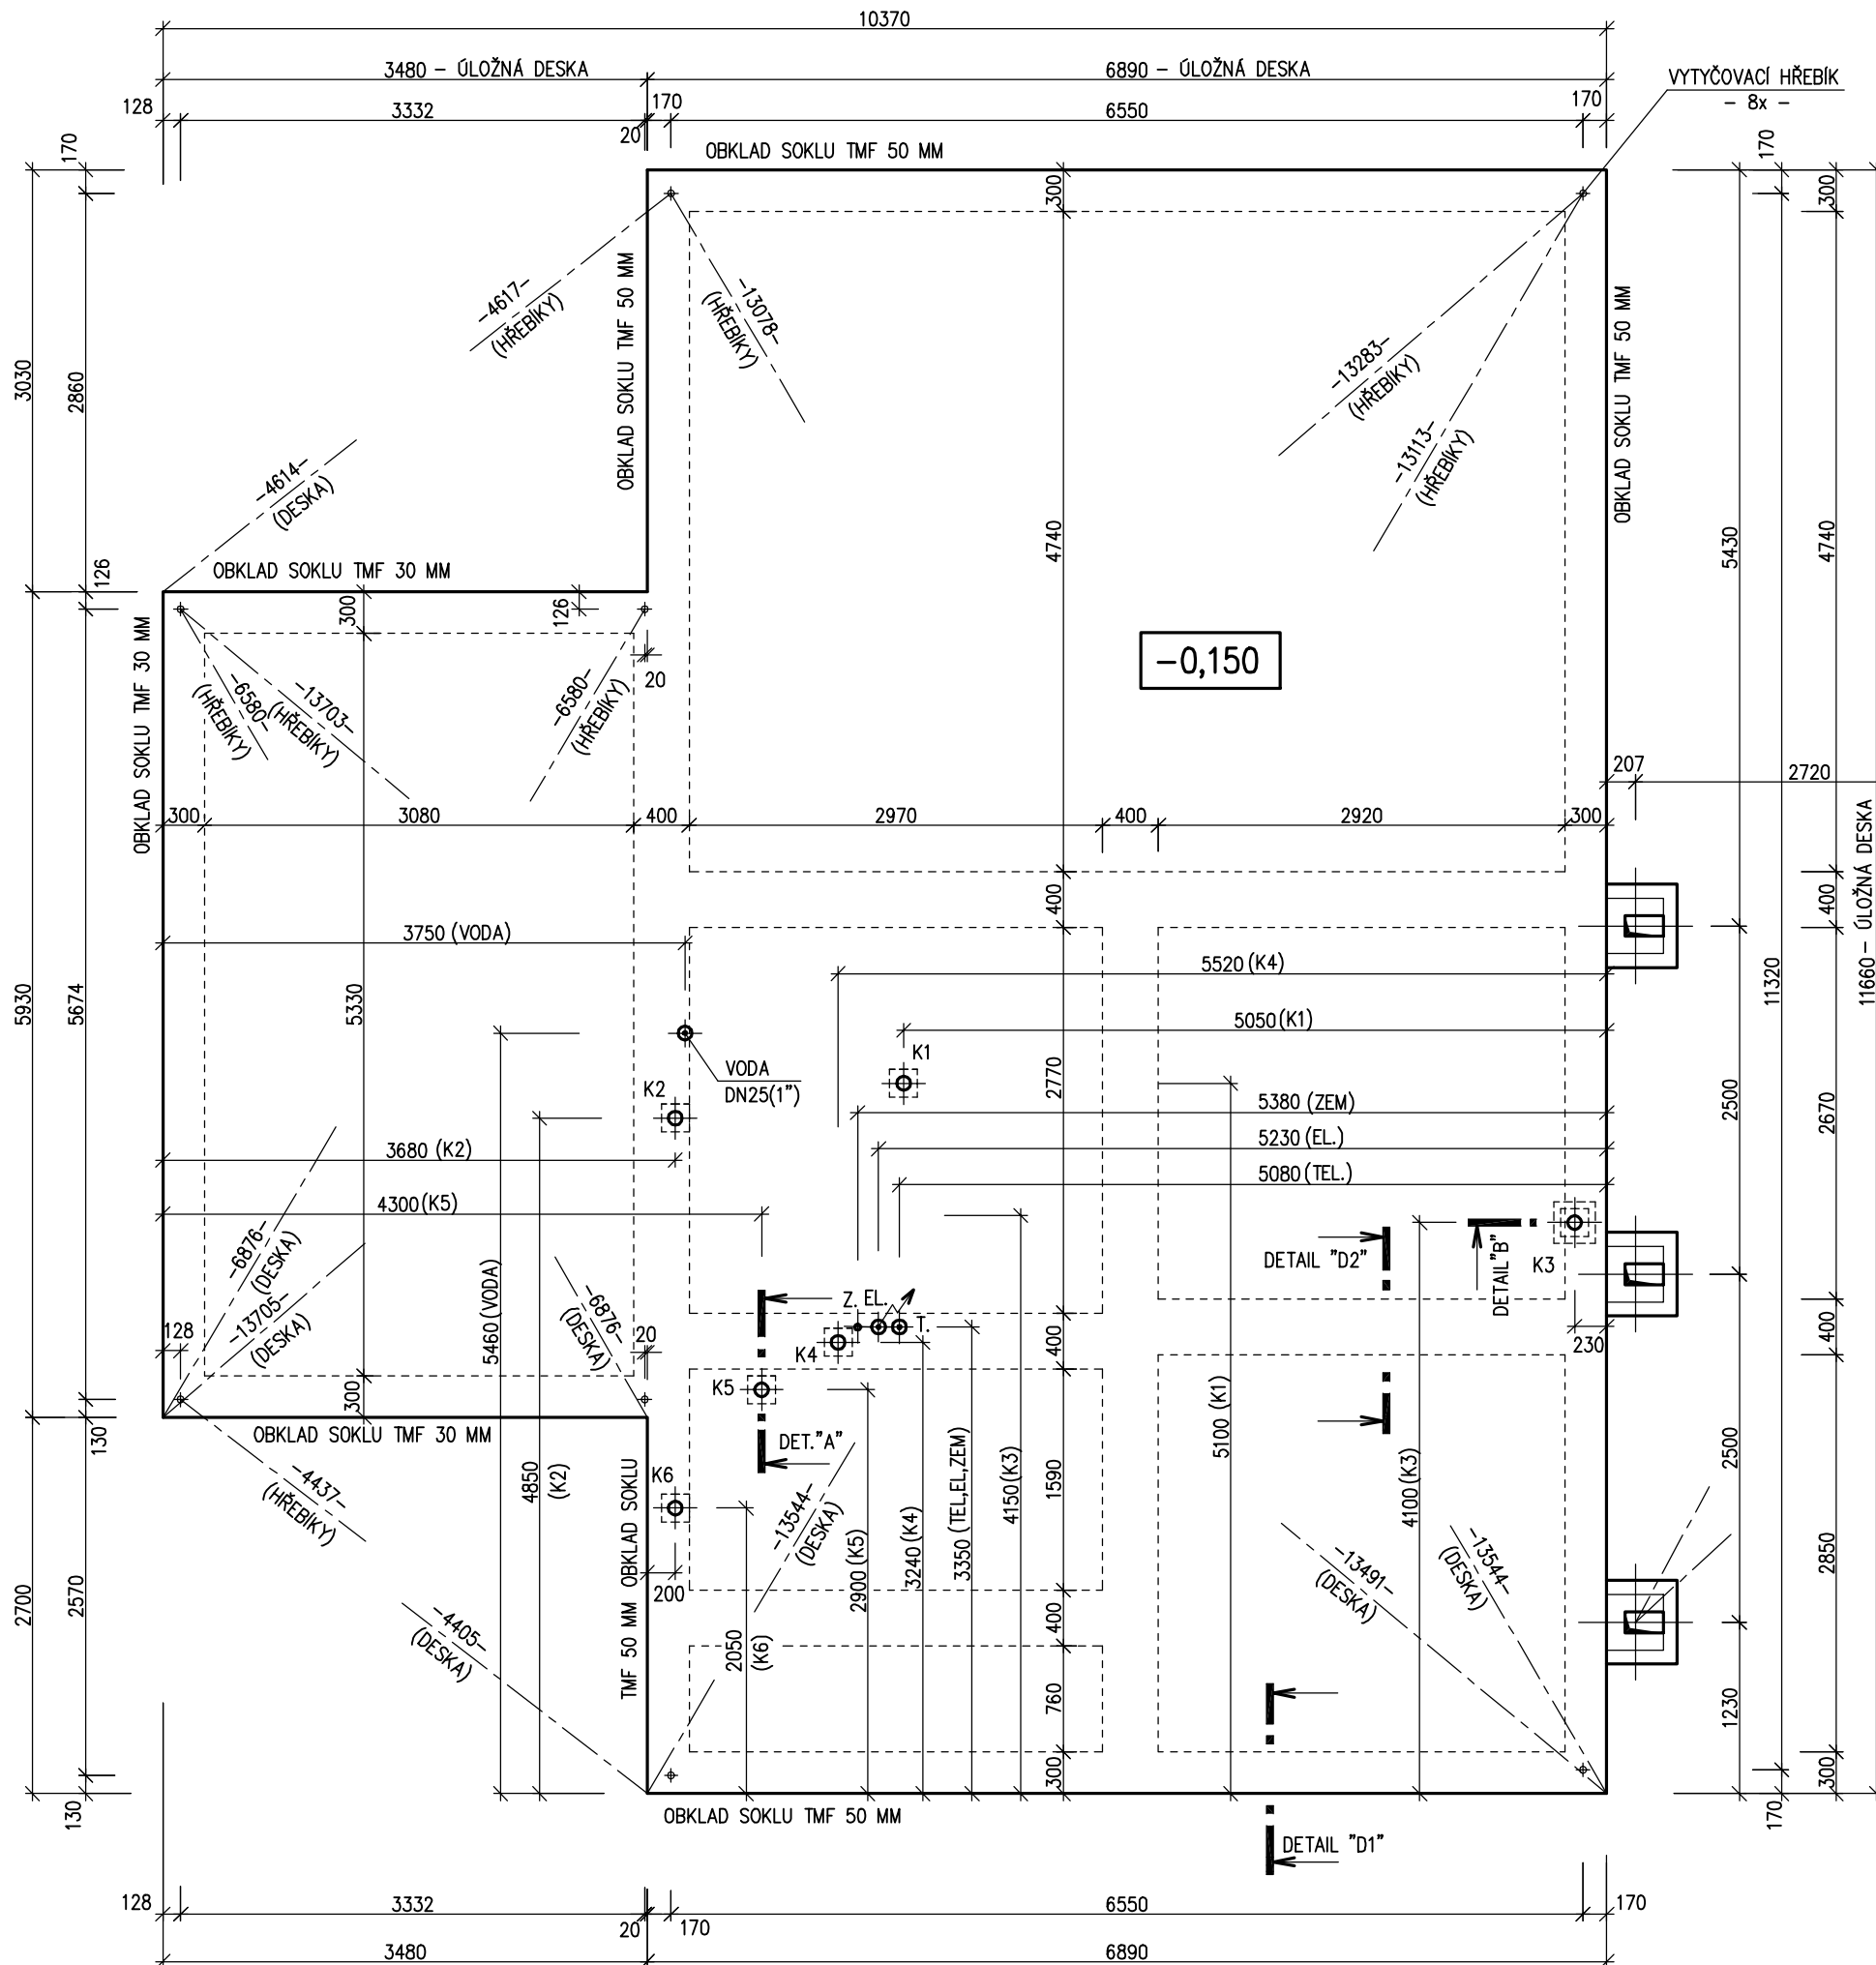 10370
3480 – ÚLOŽNÁ DESKA
6890 – ÚLOŽNÁ DESKA
VYTYČOVACÍ HŘEBÍK
– 8x –
128
3332
170
20
6550
170
OBKLAD SOKLU TMF 50 MM
170
170
300
300
3030
2860
–4617–
(HŘEBÍKY)
OBKLAD SOKLU TMF 50 MM
–13078–
(HŘEBÍKY)
–13283–
(HŘEBÍKY)
–13113–
(HŘEBÍKY)
OBKLAD SOKLU TMF 50 MM
–4614–
(DESKA)
4740
5430
4740
126
OBKLAD SOKLU TMF 30 MM
300
126
OBKLAD SOKLU TMF 30 MM
–6580–
(HŘEBÍKY)
–13703–
(HŘEBÍKY)
–6580–
(HŘEBÍKY)
20
–0,150
207
2720
300
3080
400
2970
400
2920
300
11660– ÚLOŽNÁ DESKA
400
400
3750 (VODA)
5520 (K4)
5930
5674
5330
11320
5050 (K1)
K1
VODA
DN25(1")
K2
2770
2500
2670
5380 (ZEM)
3680 (K2)
5230 (EL.)
5080 (TEL.)
4300 (K5)
–6876–
(DESKA)
–13705–
(DESKA)
–6876–
(DESKA)
5460 (VODA)
DETAIL "D2"
DETAIL "B"
K3
Z.
EL.
T.
128
20
K4
400
230
400
K5
300
5100 (K1)
4100 (K3)
130
OBKLAD SOKLU TMF 30 MM
DET."A"
4850
(K2)
K6
–4437–
(HŘEBÍKY)
TMF 50 MM OBKLAD SOKLU
–13544–
(DESKA)
2900 (K5)
3240 (K4)
3350 (TEL,EL,ZEM)
4150 (K3)
1590
2500
2850
–13491–
(DESKA)
–13544–
(DESKA)
200
2700
2570
–4405–
(DESKA)
2050
(K6)
400
760
1230
300
300
130
170
OBKLAD SOKLU TMF 50 MM
DETAIL "D1"
128
3332
20
170
6550
170
3480
6890